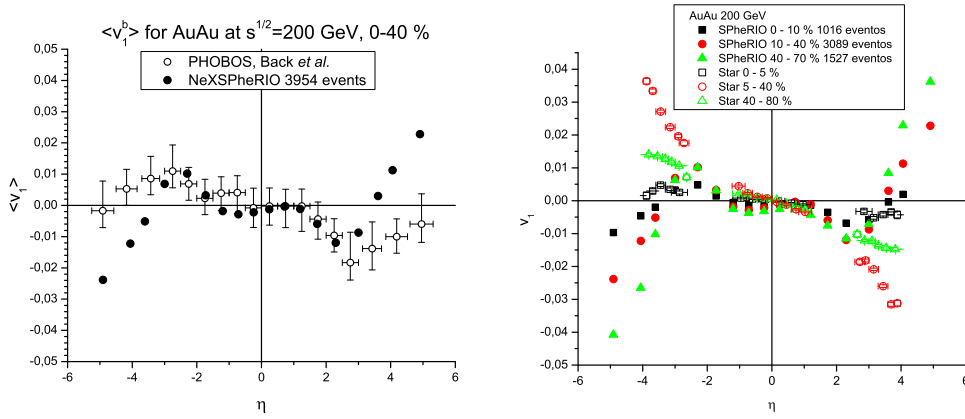 <v₁ᵇ> for AuAu at s^1/2=200 GeV, 0-40 %
PHOBOS, Back et al.
NeXSPheRIO 3954 events
0,05
0,04
0,03
0,02
0,01
0,00
-0,01
-0,02
-0,03
-0,04
-0,05
<v₁>
-6
-4
-2
0
2
4
6
η
AuAu 200 GeV
SPheRIO 0 - 10 % 1016 eventos
SPheRIO 10 - 40 % 3089 eventos
SPheRIO 40 - 70 % 1527 eventos
Star 0 - 5 %
Star 5 - 40 %
Star 40 - 80 %
0,05
0,04
0,03
0,02
0,01
0,00
-0,01
-0,02
-0,03
-0,04
-0,05
v₁
-6
-4
-2
0
2
4
6
η